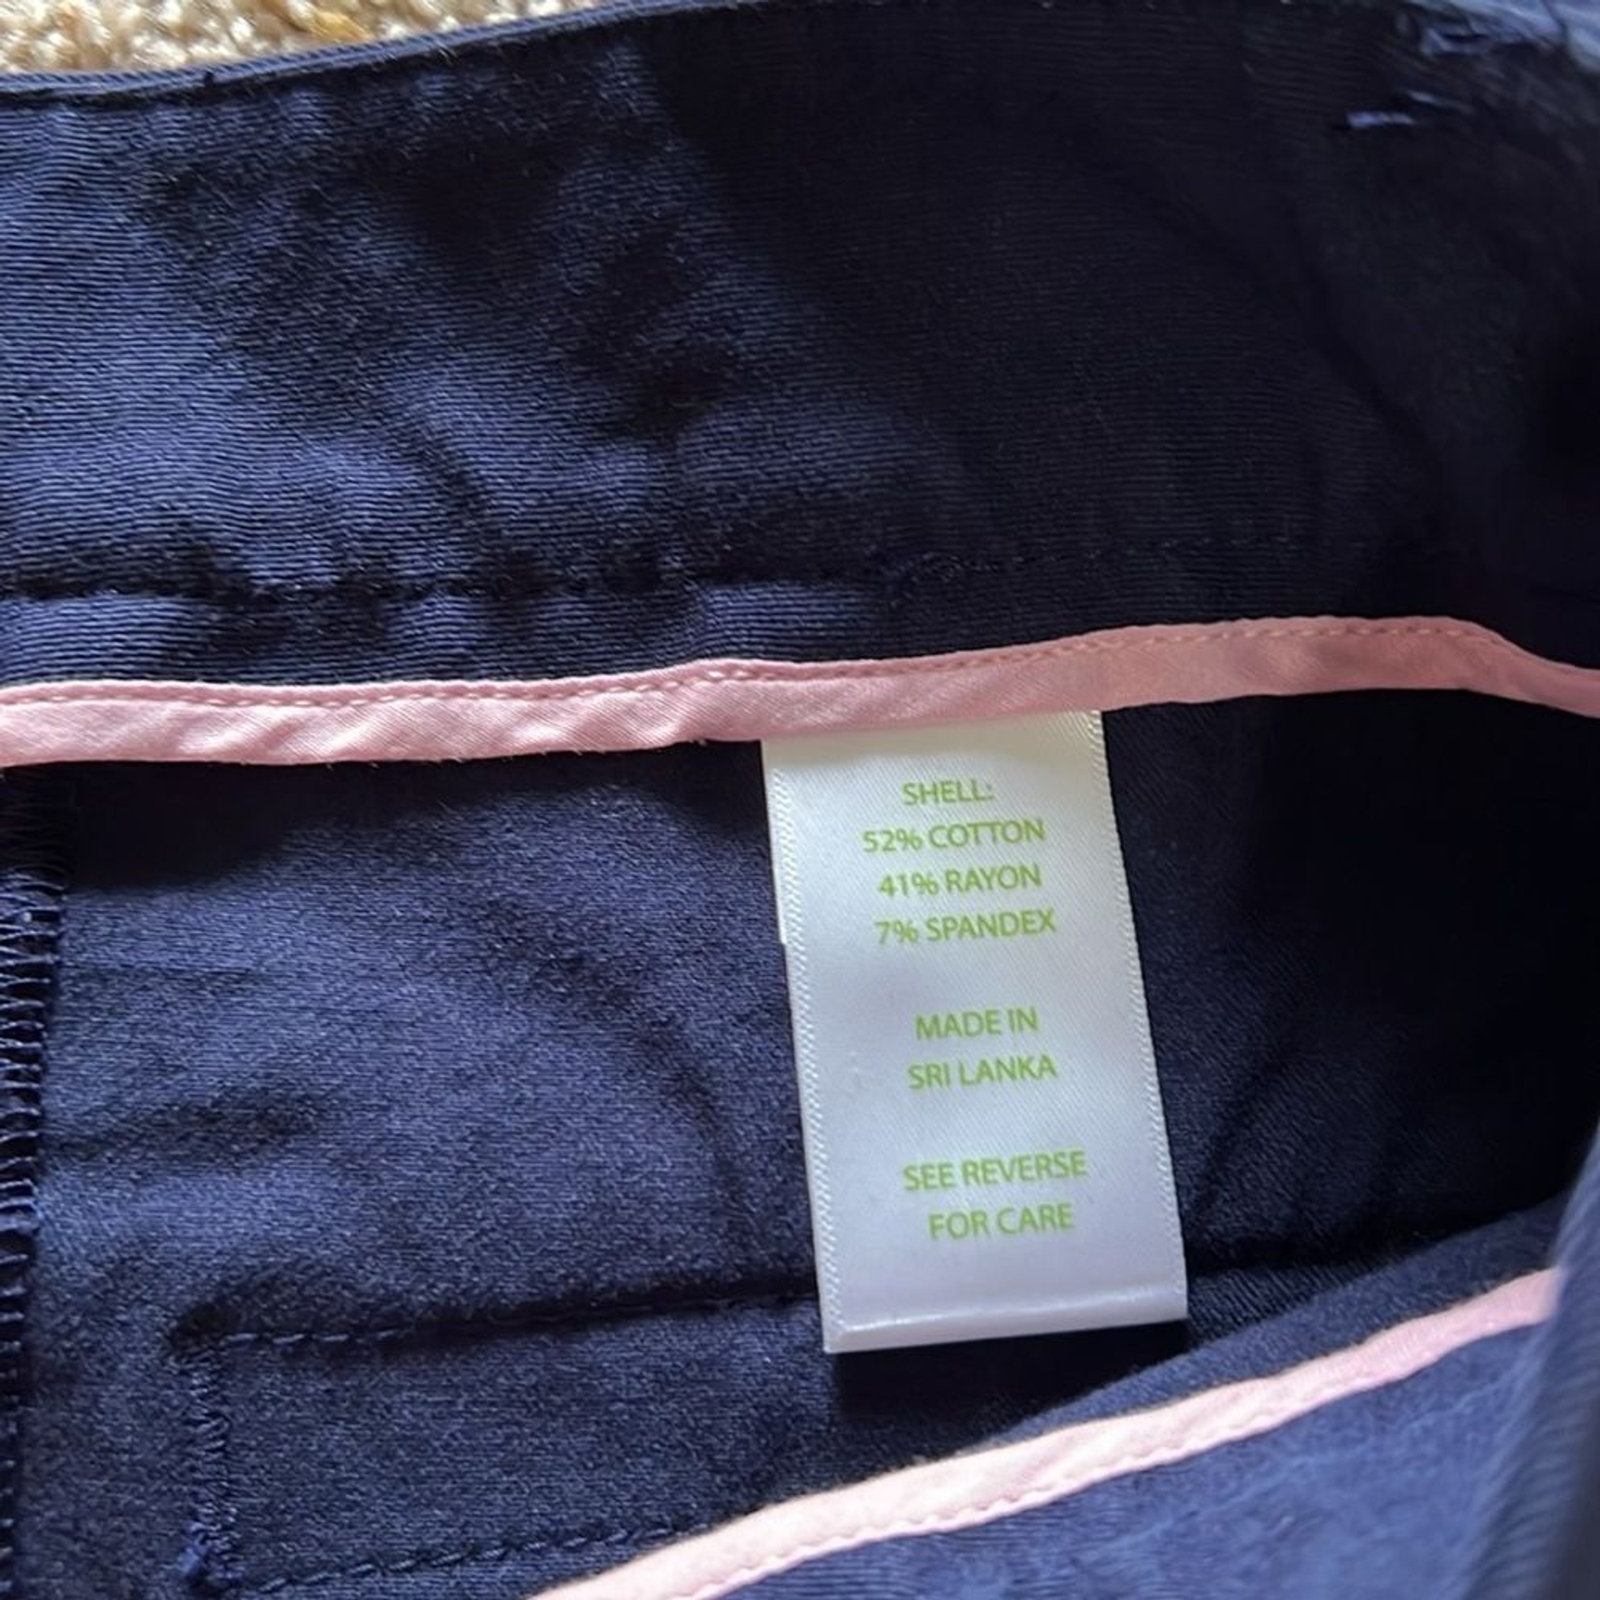 SHELL:
52% COTTON
41% RAYON
7% SPANDEX
MADE IN
SRI LANKA
SEE REVERSE
FOR CARE